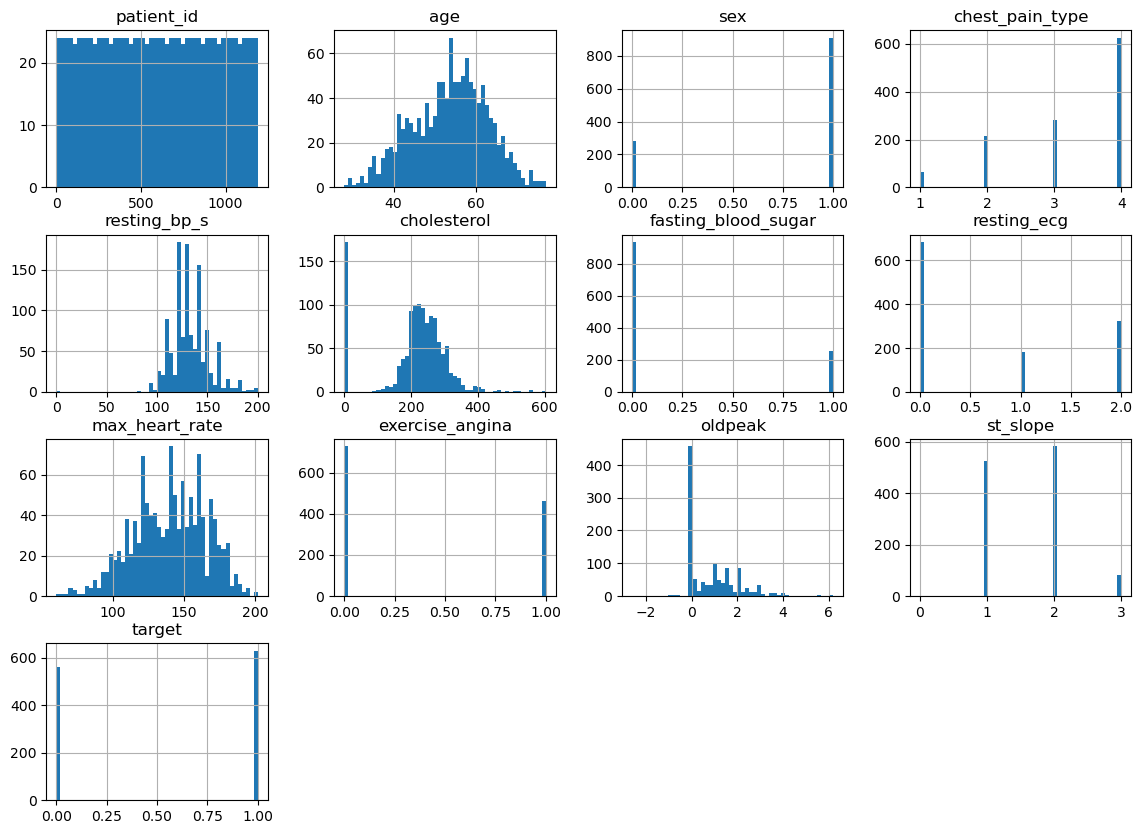 patient_id
20
10
0
0 500 1000
age
60
40
20
0
40 60
sex
800
600
400
200
0
0.00 0.25 0.50 0.75 1.00
chest_pain_type
600
400
200
0
1 2 3 4
resting_bp_s
150
100
50
0
0 50 100 150 200
cholesterol
150
100
50
0
0 200 400 600
fasting_blood_sugar
800
600
400
200
0
0.00 0.25 0.50 0.75 1.00
resting_ecg
600
400
200
0
0.0 0.5 1.0 1.5 2.0
max_heart_rate
60
40
20
0
100 150 200
exercise_angina
600
400
200
0
0.00 0.25 0.50 0.75 1.00
oldpeak
400
300
200
100
0
−2 0 2 4 6
st_slope
600
400
200
0
0 1 2 3
target
600
400
200
0
0.00 0.25 0.50 0.75 1.00